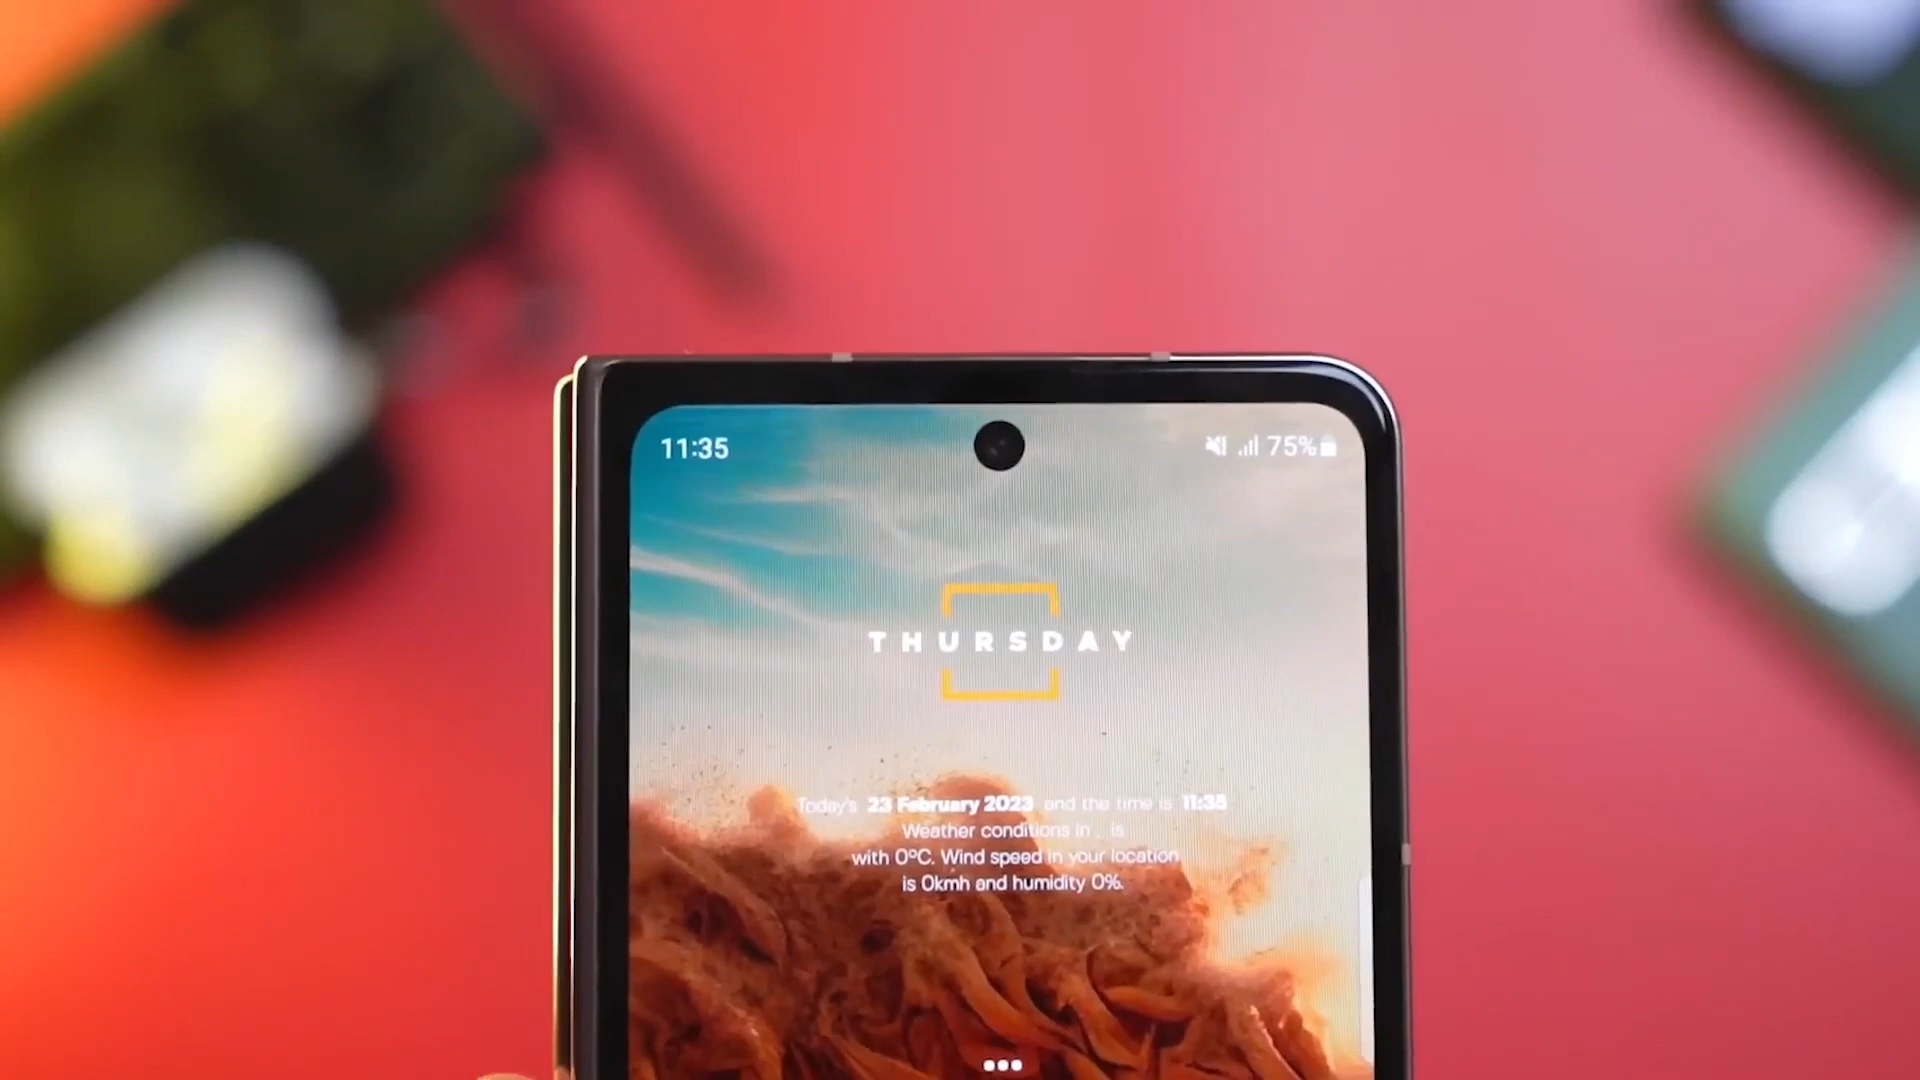 11:35 75%
THURSDAY
Today's 23 February 2023 and the time is 11:35
Weather conditions in , is
with 0°C. Wind speed in your location
is 0kmh and humidity 0%.